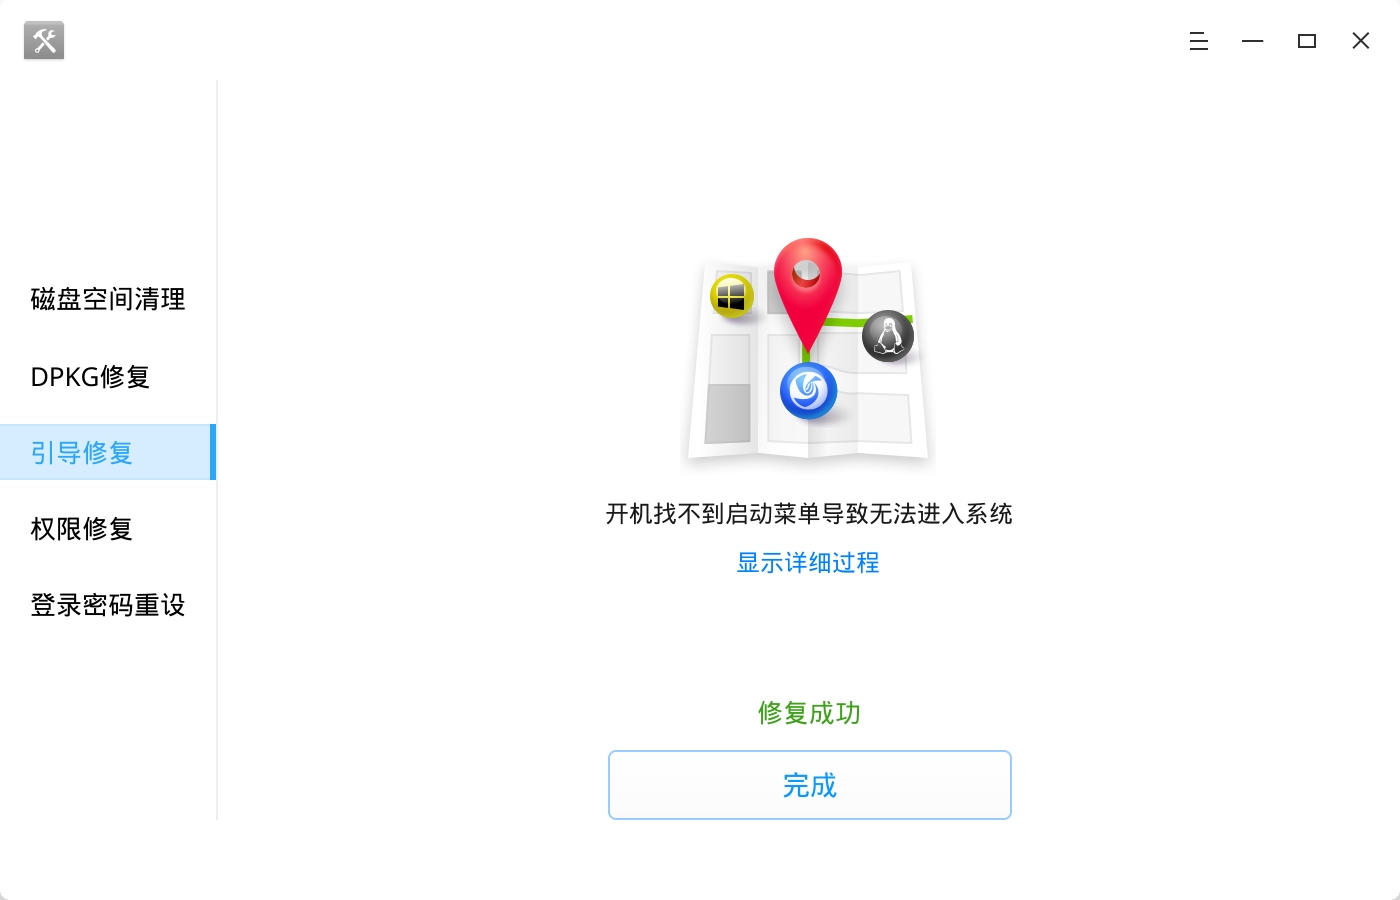 磁盘空间清理
DPKG修复
引导修复
权限修复
登录密码重设
开机找不到启动菜单导致无法进入系统
显示详细过程
修复成功
完成